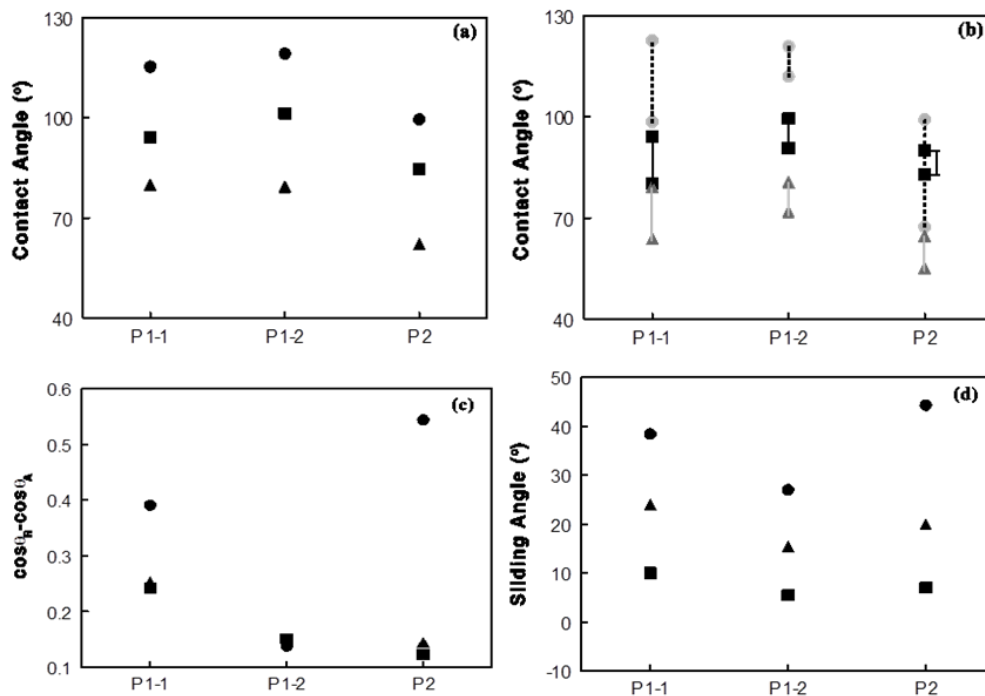 (a)
Contact Angle (°)
130
100
70
40
P1-1 P1-2 P2
(b)
Contact Angle (°)
130
100
70
40
P1-1 P1-2 P2
(c)
cosθR-cosθA
0.6
0.5
0.4
0.3
0.2
0.1
P1-1 P1-2 P2
(d)
Sliding Angle (°)
50
40
30
20
10
0
-10
P1-1 P1-2 P2